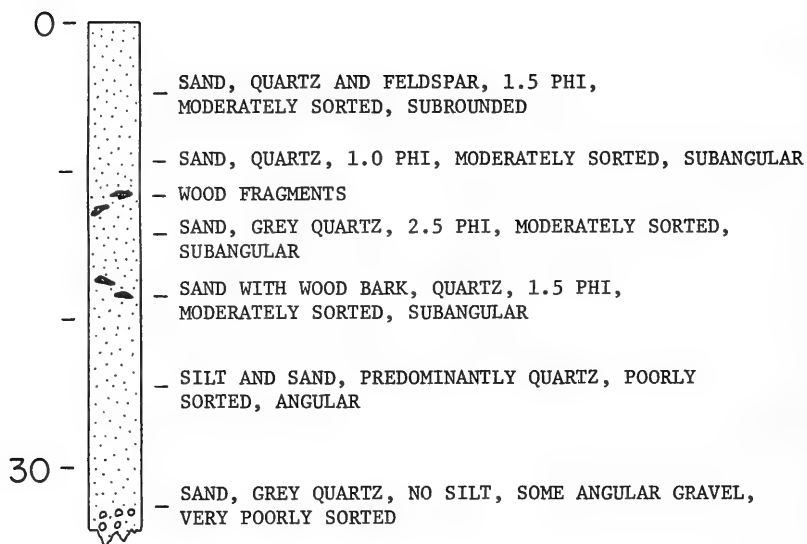 0
SAND, QUARTZ AND FELDSPAR, 1.5 PHI,
MODERATELY SORTED, SUBROUNDED
SAND, QUARTZ, 1.0 PHI, MODERATELY SORTED, SUBANGULAR
WOOD FRAGMENTS
SAND, GREY QUARTZ, 2.5 PHI, MODERATELY SORTED,
SUBANGULAR
SAND WITH WOOD BARK, QUARTZ, 1.5 PHI,
MODERATELY SORTED, SUBANGULAR
SILT AND SAND, PREDOMINANTLY QUARTZ, POORLY
SORTED, ANGULAR
30
SAND, GREY QUARTZ, NO SILT, SOME ANGULAR GRAVEL,
VERY POORLY SORTED